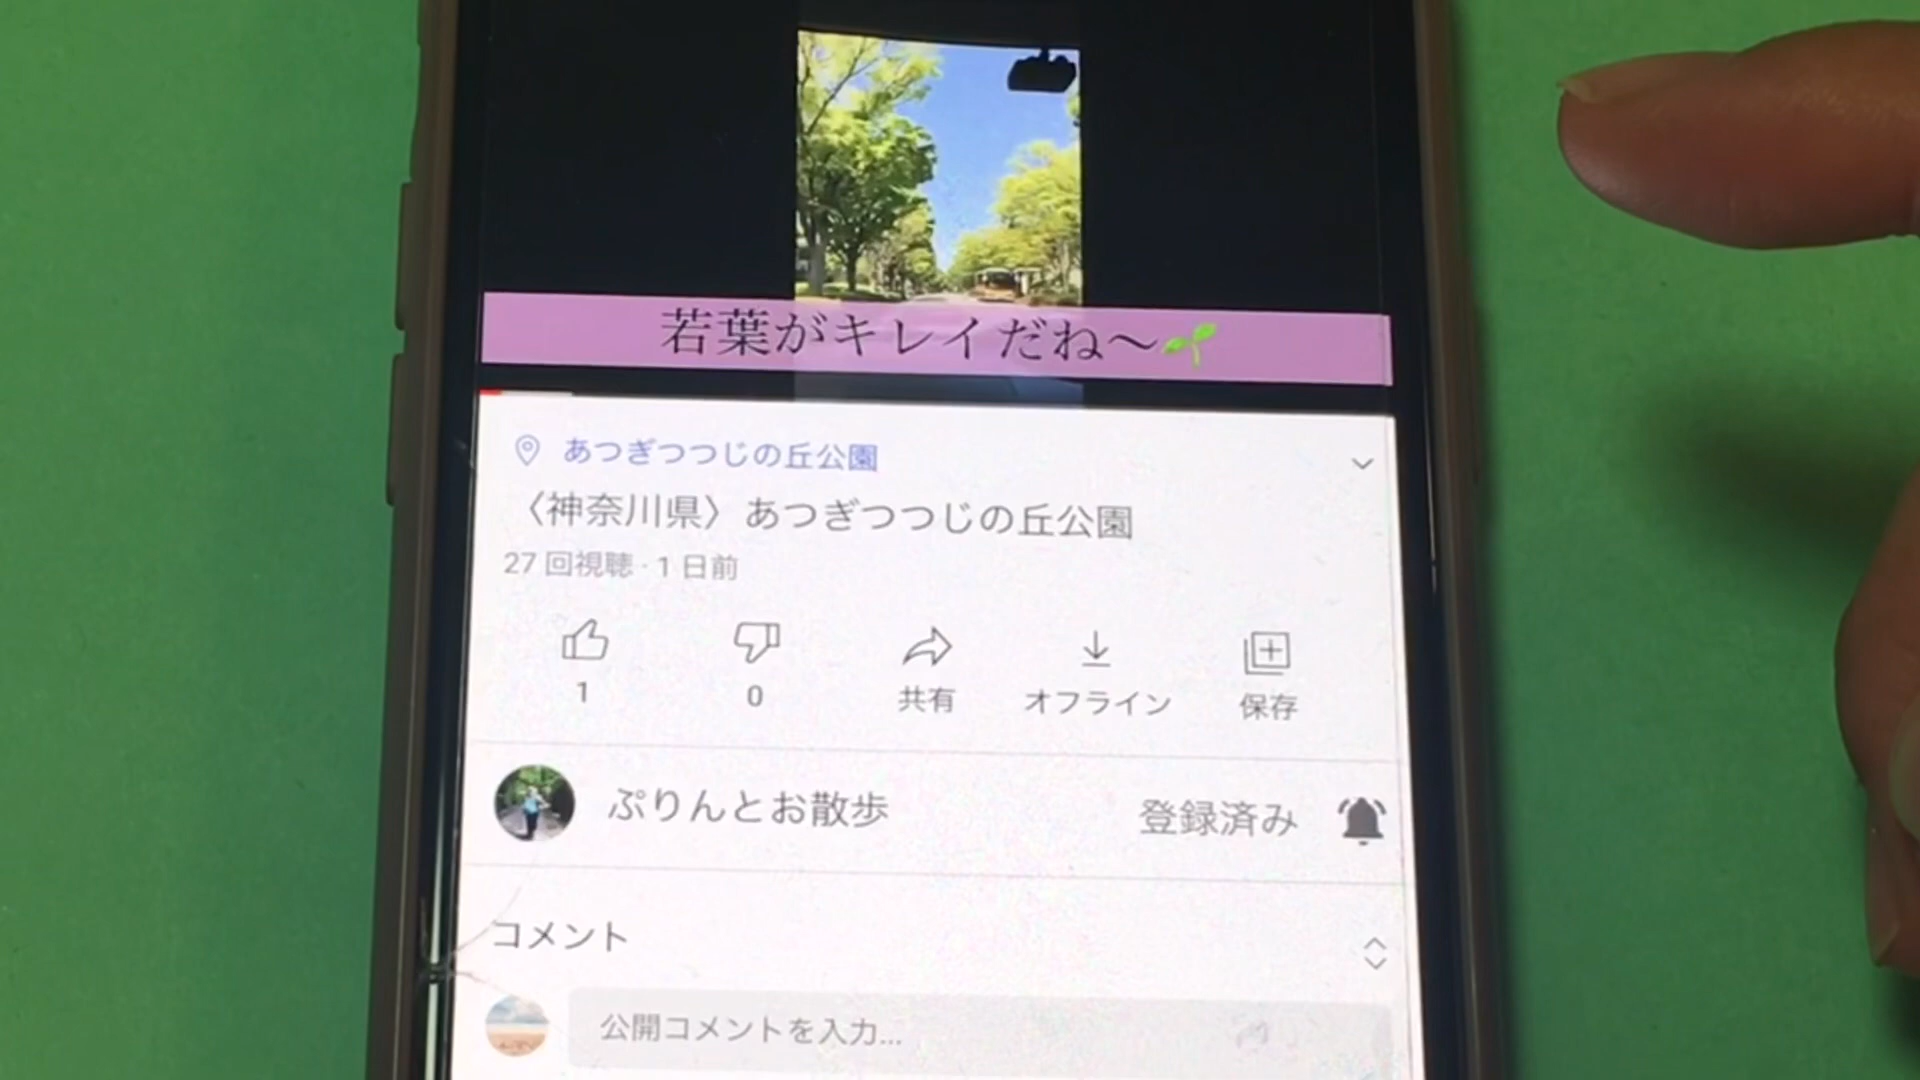 若葉がキレイだね〜🌱
あつぎつつじの丘公園
〈神奈川県〉あつぎつつじの丘公園
27 回視聴・1 日前
1
0
共有
オフライン
保存
ぷりんとお散歩
登録済み
コメント
公開コメントを入力...